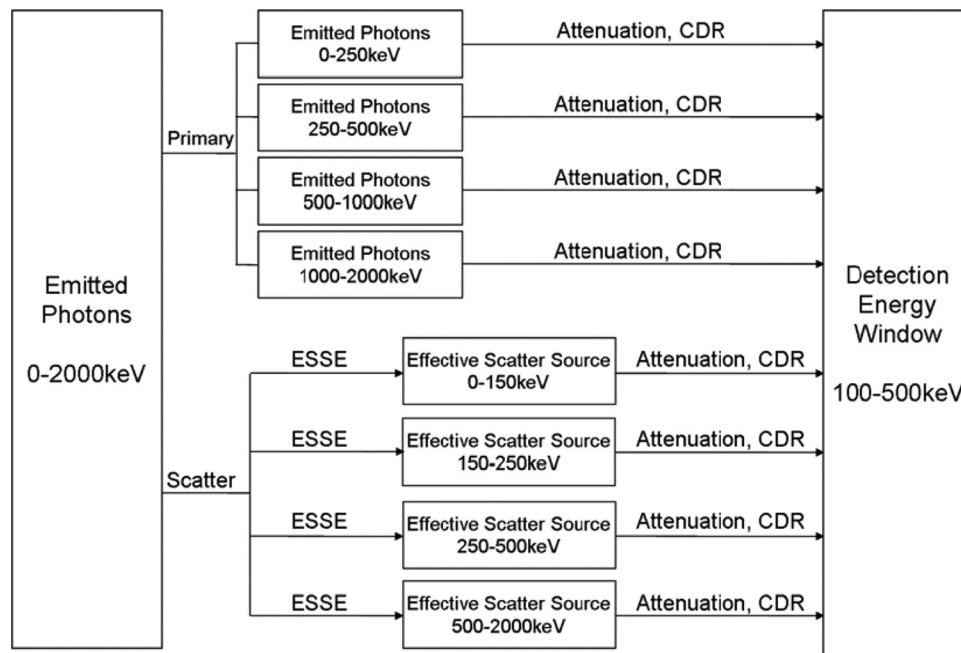 Emitted
Photons
0-2000keV
Primary
Emitted Photons
0-250keV
Attenuation, CDR
Emitted Photons
250-500keV
Attenuation, CDR
Emitted Photons
500-1000keV
Attenuation, CDR
Emitted Photons
1000-2000keV
Attenuation, CDR
Scatter
ESSE
Effective Scatter Source
0-150keV
Attenuation, CDR
ESSE
Effective Scatter Source
150-250keV
Attenuation, CDR
ESSE
Effective Scatter Source
250-500keV
Attenuation, CDR
ESSE
Effective Scatter Source
500-2000keV
Attenuation, CDR
Detection
Energy
Window
100-500keV